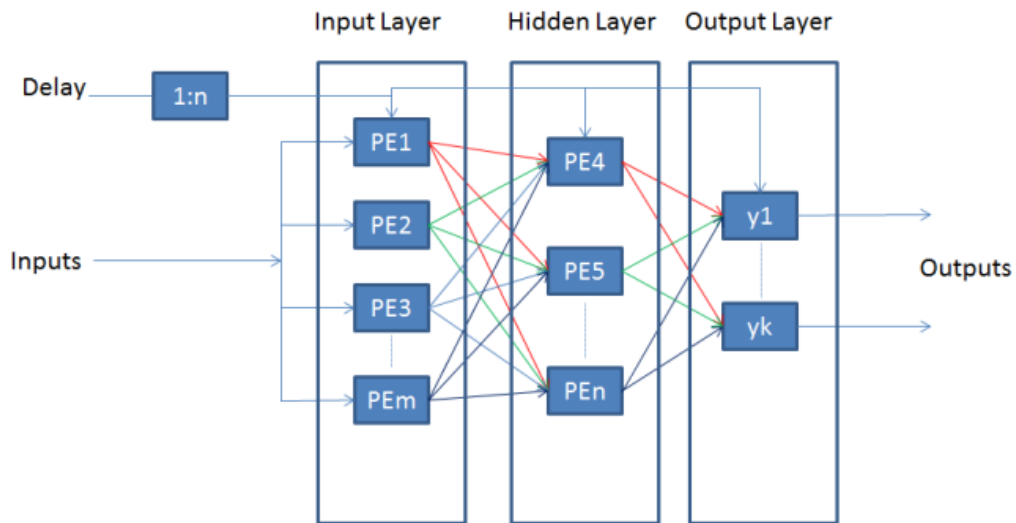 Input Layer
Hidden Layer
Output Layer
Delay
1:n
PE1
PE2
PE3
PEm
PE4
PE5
PEn
y1
yk
Inputs
Outputs